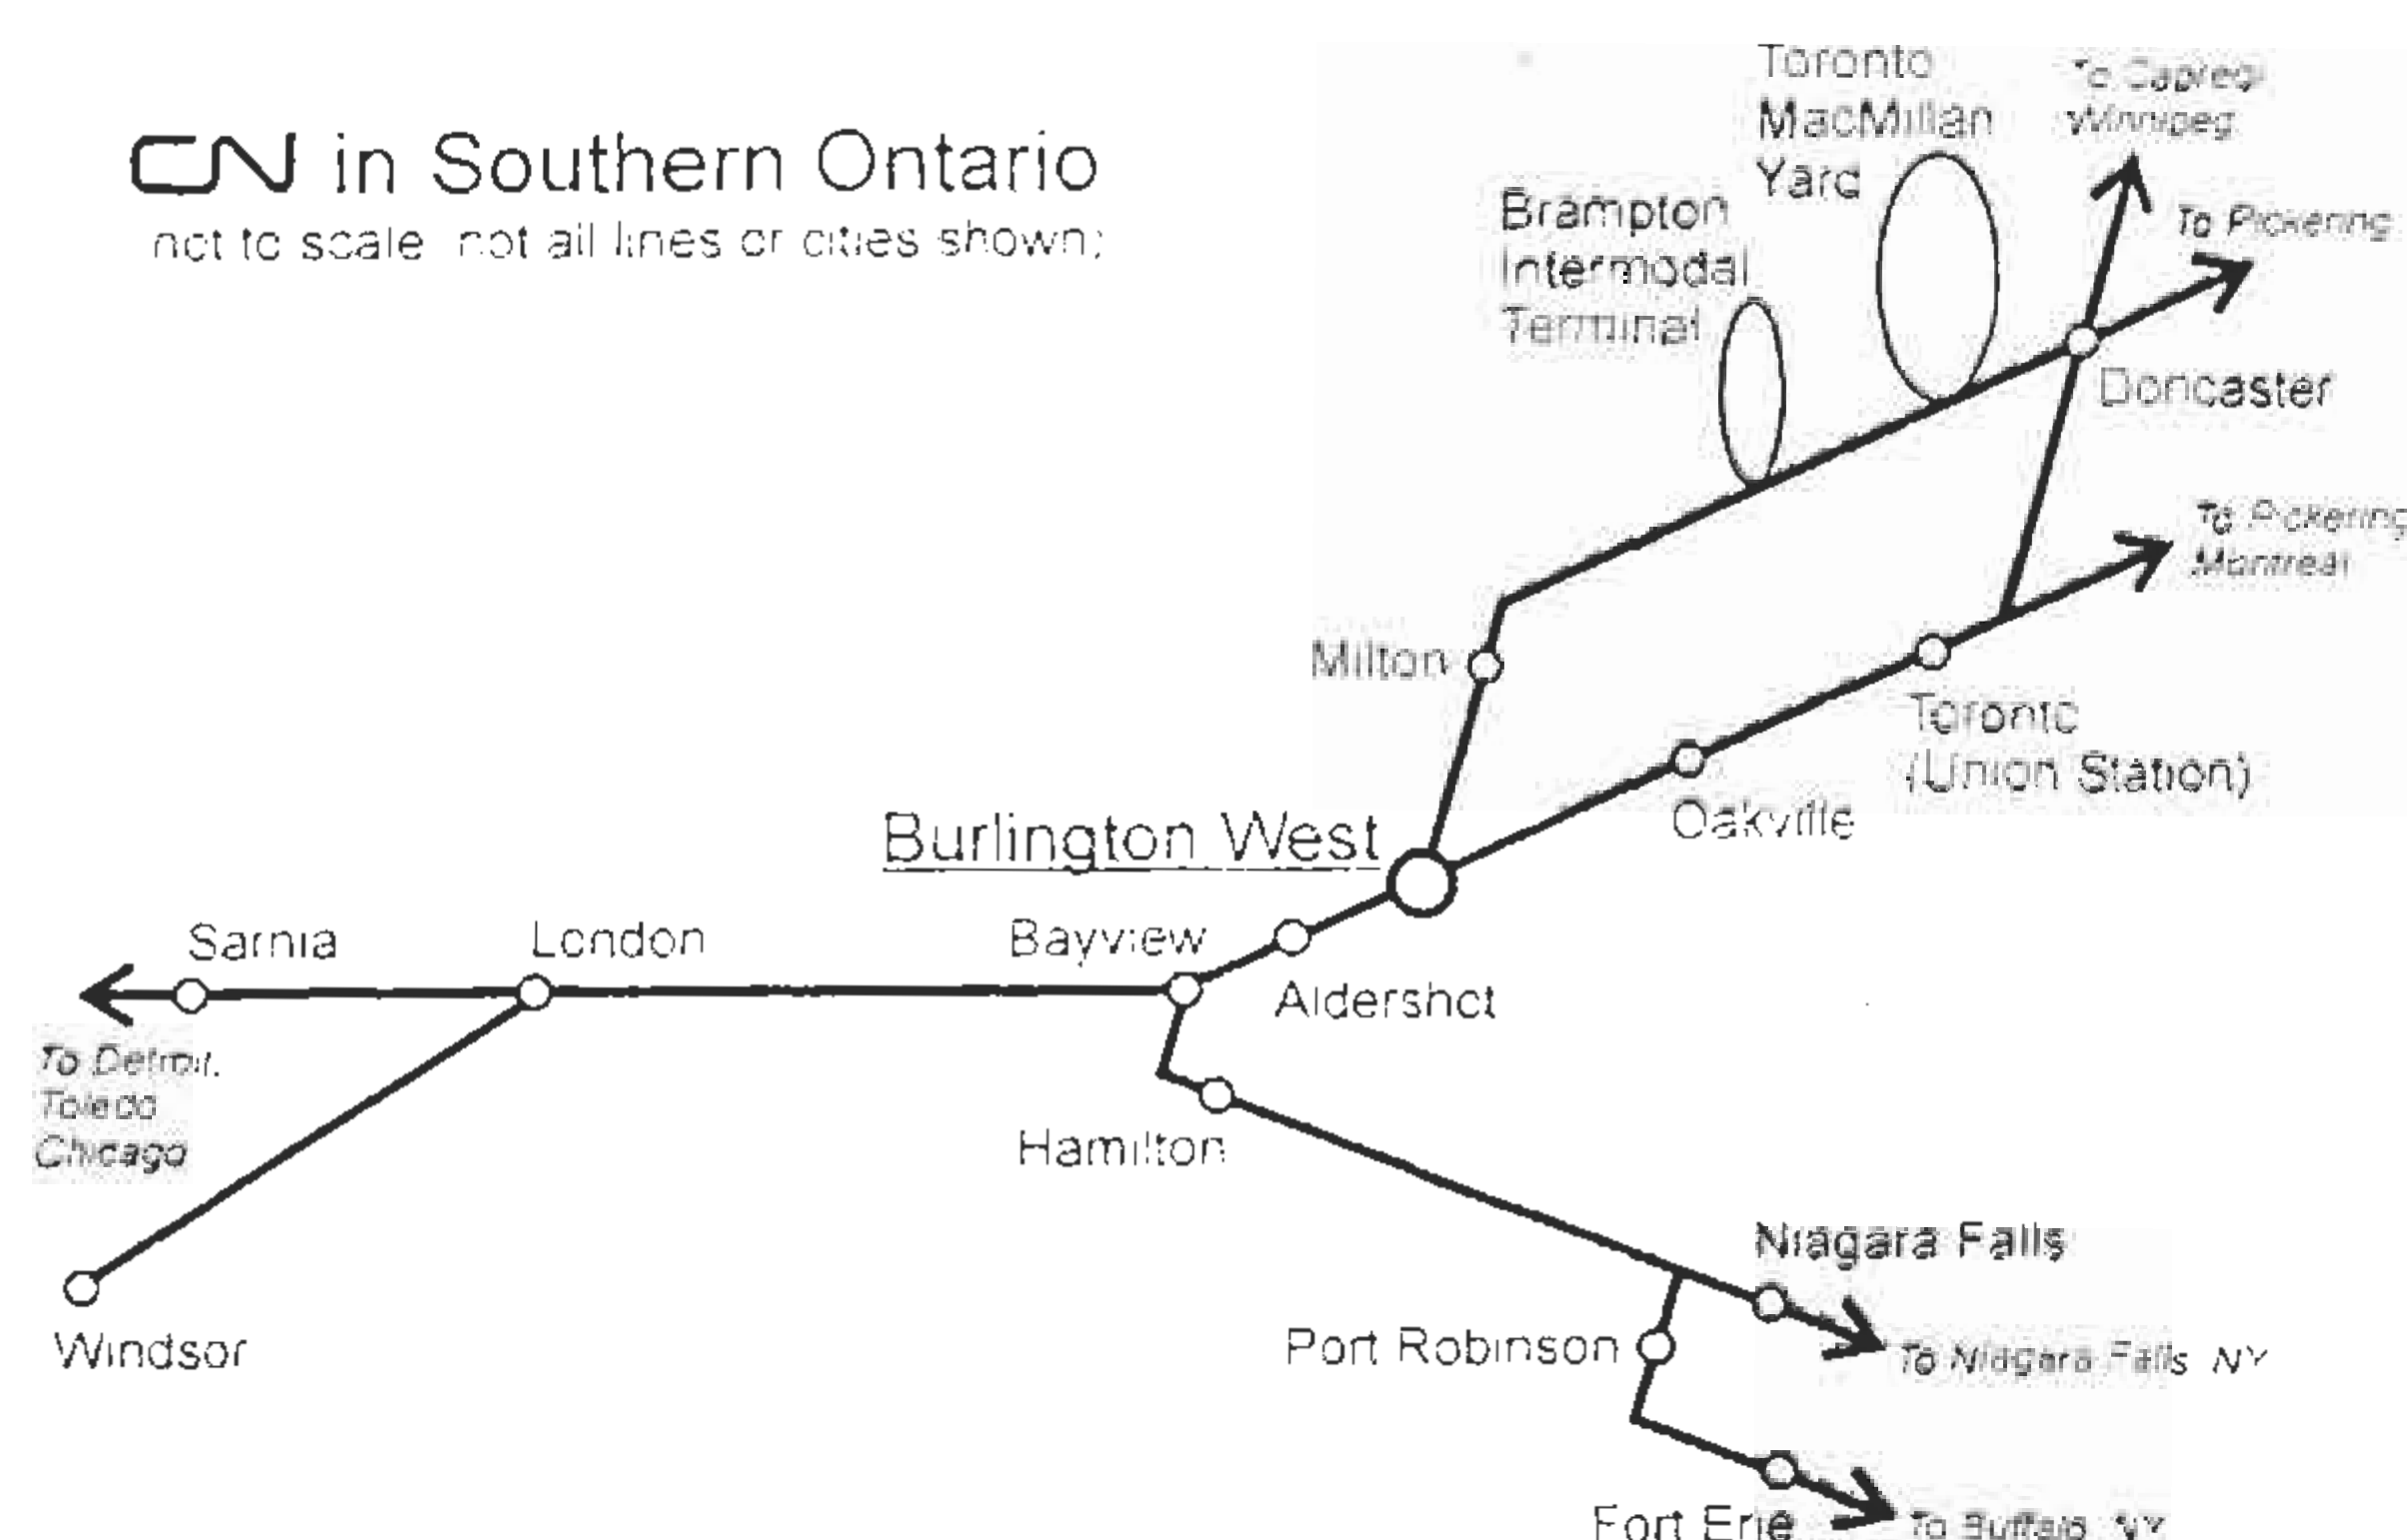 CN in Southern Ontario
not to scale not all lines or cities shown;
Toronto
MacMillan
Yard
To Capreol
Winnipeg
Brampton
Intermodal
Terminal
To Pickering
Doncaster
To Pickering
Montreal
Milton
Toronto
(Union Station)
Oakville
Burlington West
Sarnia
London
Bayview
Aldershot
To Detroit,
Toledo
Chicago
Hamilton
Niagara Falls
Windsor
Port Robinson
To Niagara Falls NY
Fort Erie
To Buffalo NY